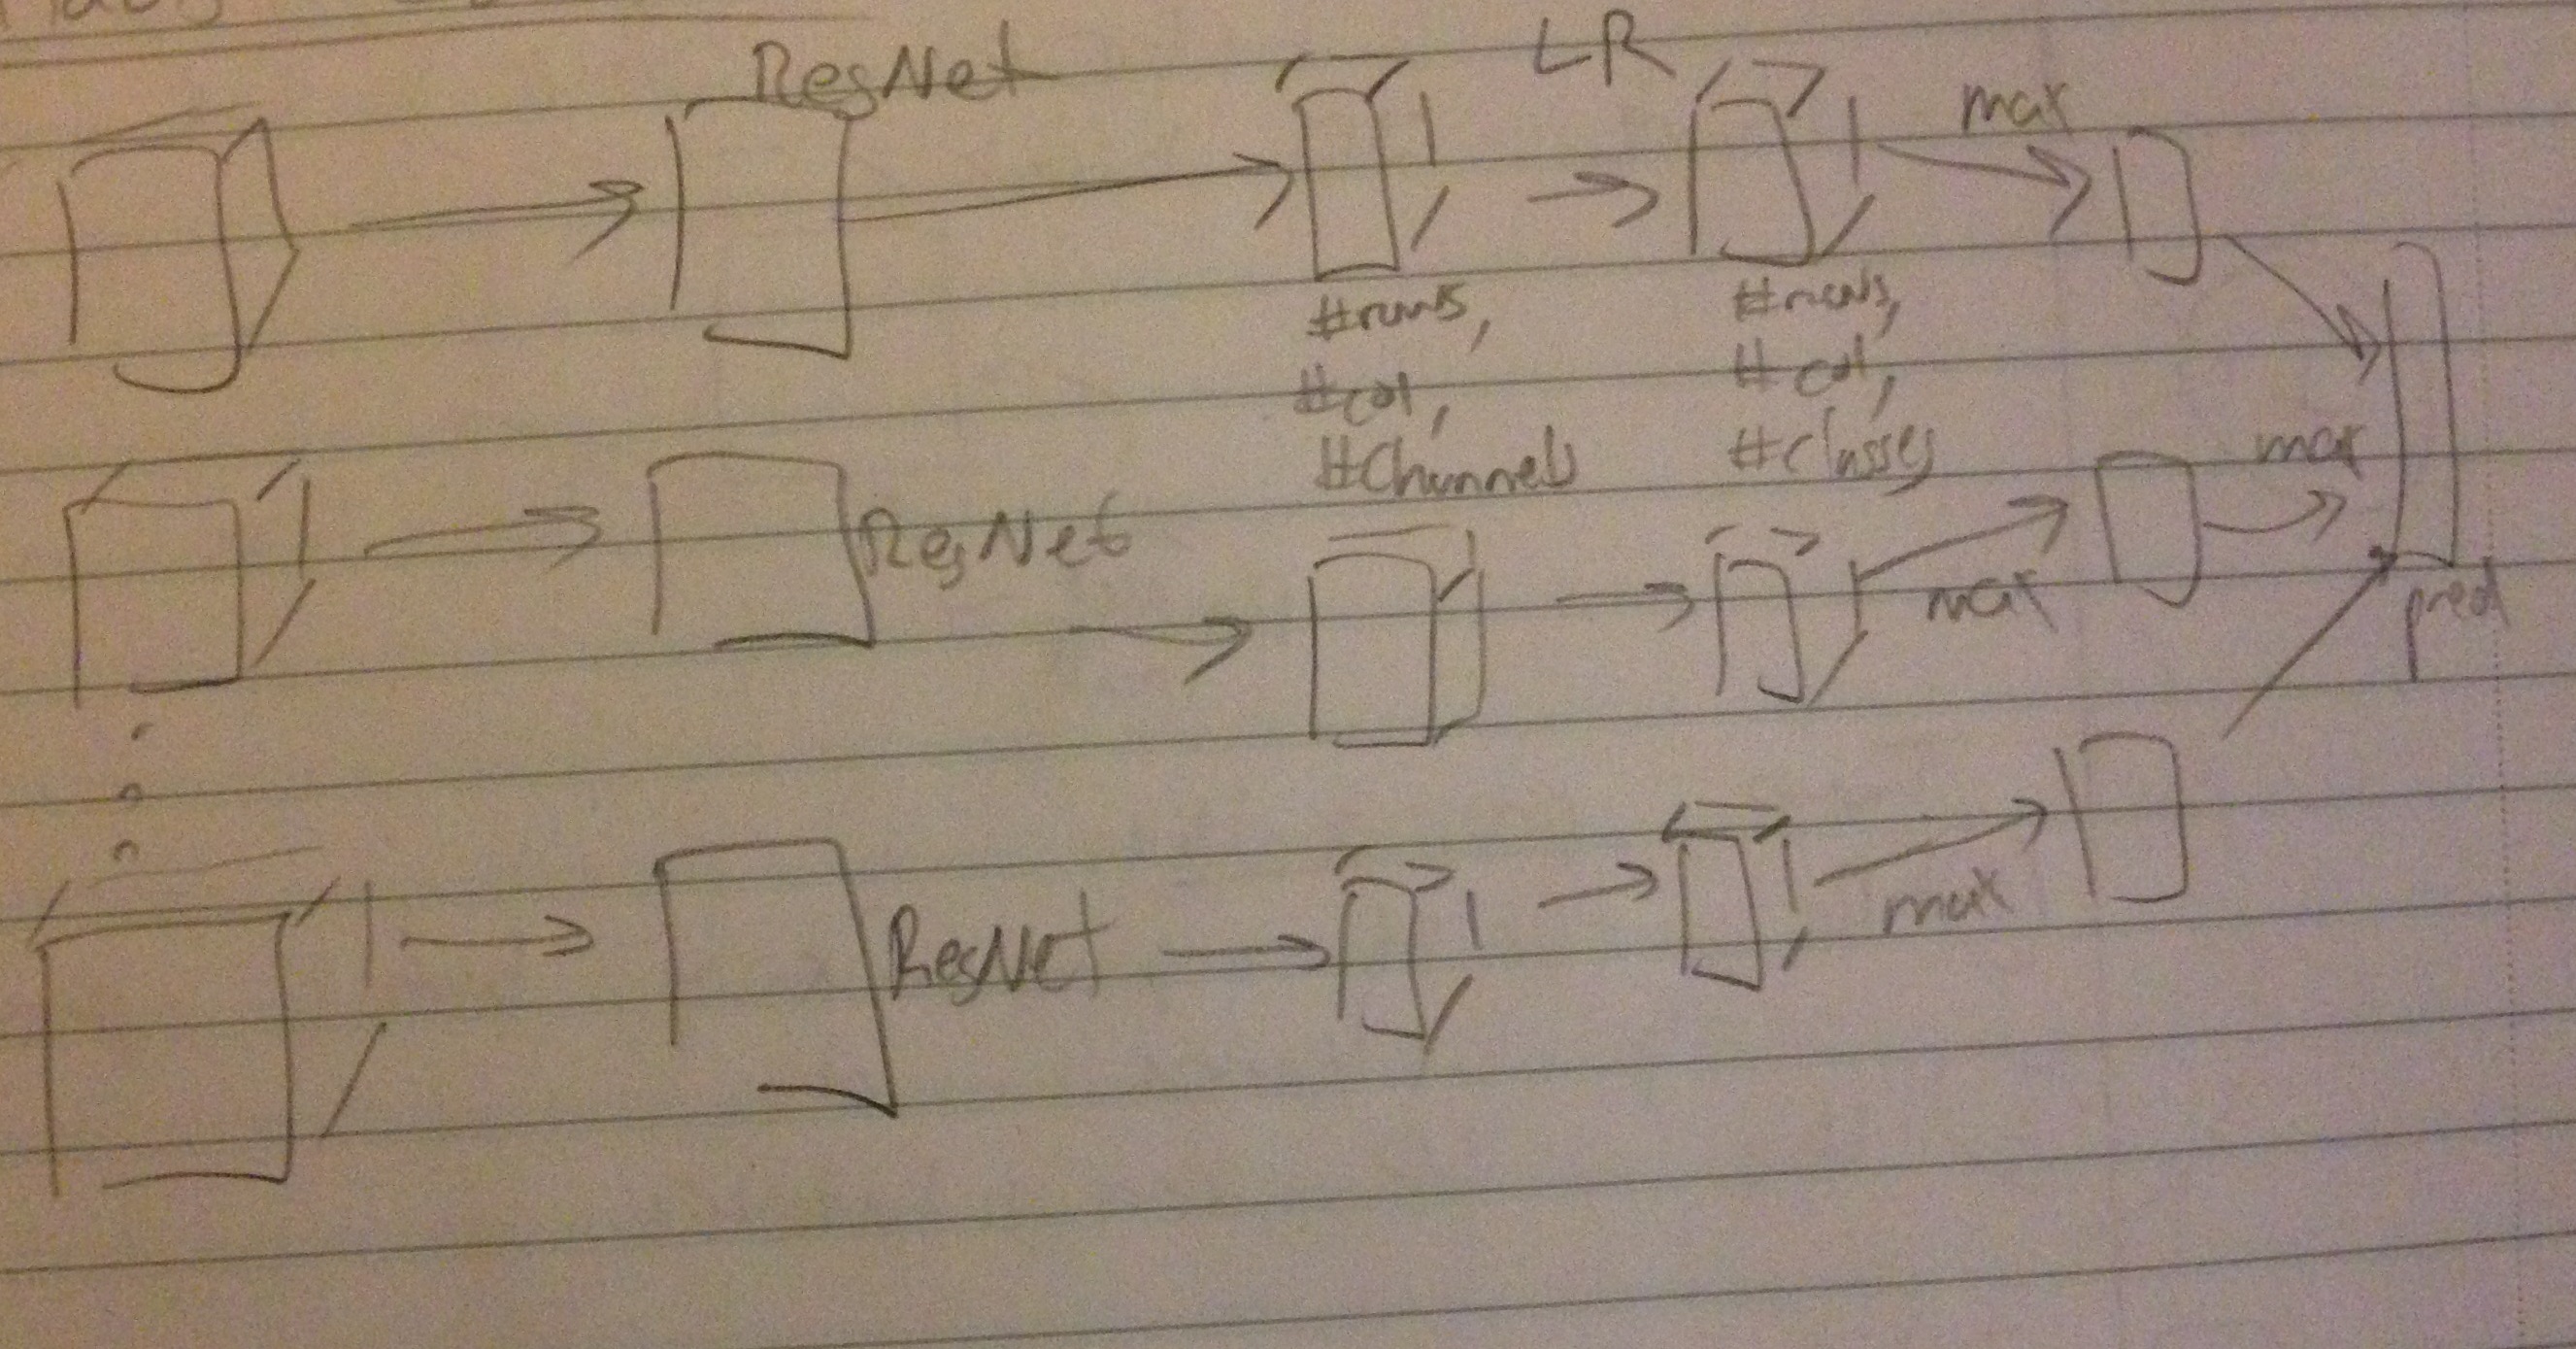 ResNet
LR
max
#rows,
#col,
#Channels
#rows,
#col,
#classes
ResNet
max
max
pred
ResNet
max